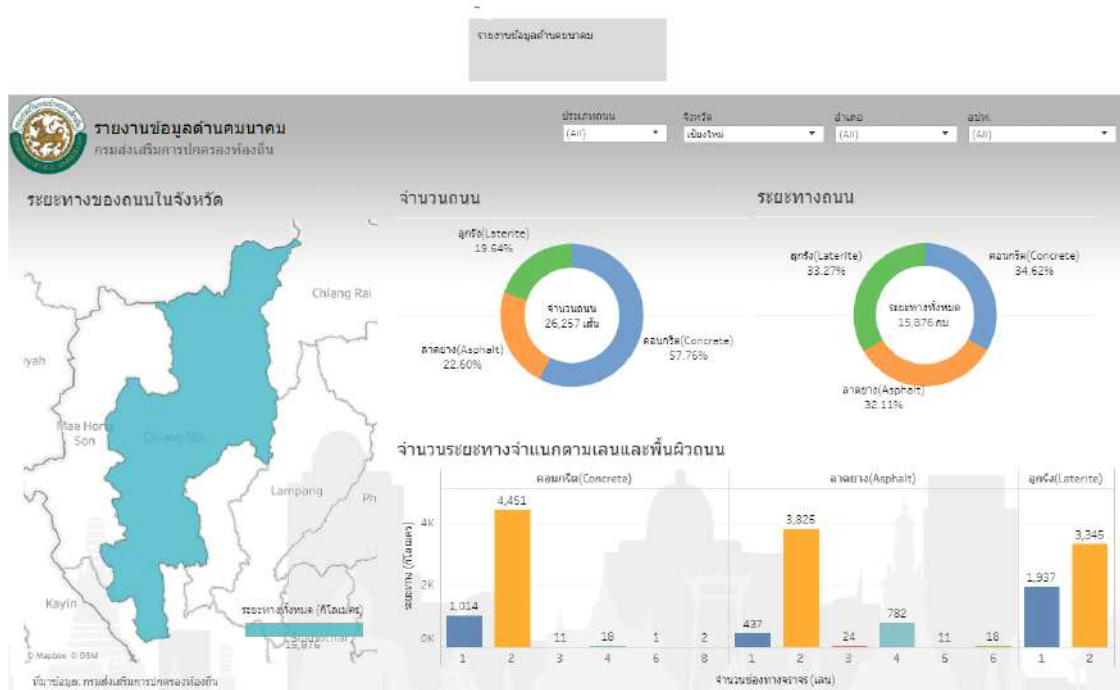 รายงานข้อมูลด้านคมนาคม
รายงานข้อมูลด้านคมนาคม
กรมส่งเสริมการปกครองท้องถิ่น
ประเภทถนน
(All)
จังหวัด
เชียงใหม่
อำเภอ
(All)
อปท.
(All)
ระยะทางของถนนในจังหวัด
Chiang Rai
Mae Hong
Son
Chiang Mai
Lampang
Ph
Kayin
ระยะทางทั้งหมด (กิโลเมตร)
15,876
© Mapbox © OSM
ที่มาข้อมูล: กรมส่งเสริมการปกครองท้องถิ่น
จำนวนถนน
ลูกรัง(Laterite)
19.64%
จำนวนถนน
26,257 เส้น
ลาดยาง(Asphalt)
22.60%
คอนกรีต(Concrete)
57.76%
ระยะทางถนน
ลูกรัง(Laterite)
33.27%
คอนกรีต(Concrete)
34.62%
ระยะทางทั้งหมด
15,876 กม
ลาดยาง(Asphalt)
32.11%
จำนวนระยะทางจำแนกตามเลนและพื้นผิวถนน
คอนกรีต(Concrete)
ลาดยาง(Asphalt)
ลูกรัง(Laterite)
ระยะทาง (กิโลเมตร)
4K
2K
0K
1,014
4,451
11
18
1
2
437
3,826
24
782
11
18
1,937
3,345
1 2 3 4 6 8 1 2 3 4 5 6 1 2
จำนวนช่องทางจราจร (เลน)